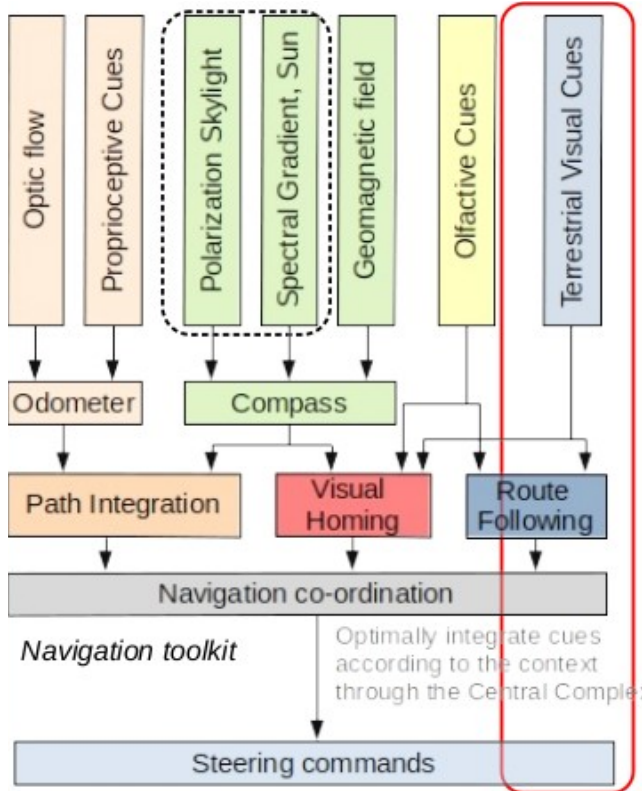 Optic flow
Proprioceptive Cues
Polarization Skylight
Spectral Gradient, Sun
Geomagnetic field
Olfactive Cues
Terrestrial Visual Cues
Odometer
Compass
Path Integration
Visual
Homing
Route
Following
Navigation co-ordination
Navigation toolkit
Optimally integrate cues
according to the context
through the Central Comple
Steering commands